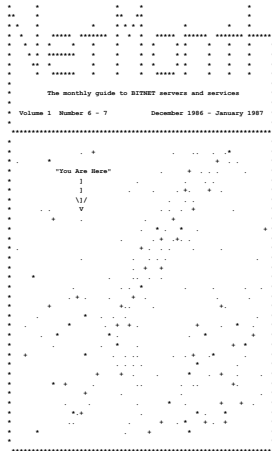 NetMonth
The monthly guide to BITNET servers and services
Volume 1 Number 6 - 7 December 1986 - January 1987
"You Are Here"